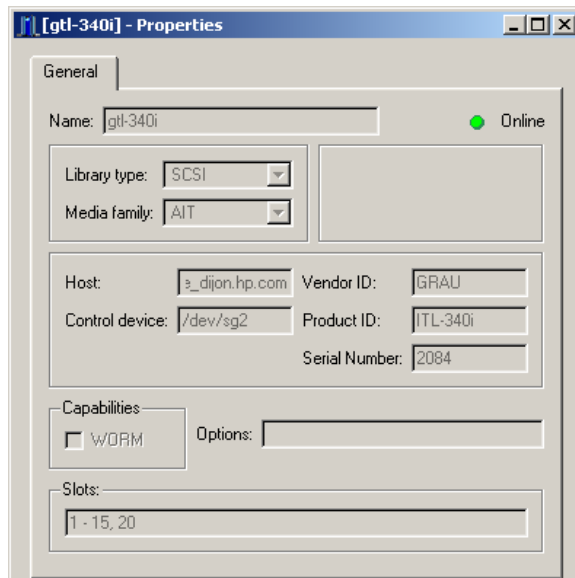 [gtl-340i] - Properties
General
Name: gtl-340i Online
Library type: SCSI
Media family: AIT
Host: e_dijon.hp.com Vendor ID: GRAU
Control device: /dev/sg2 Product ID: ITL-340i
Serial Number: 2084
Capabilities
WORM Options:
Slots:
1 - 15, 20